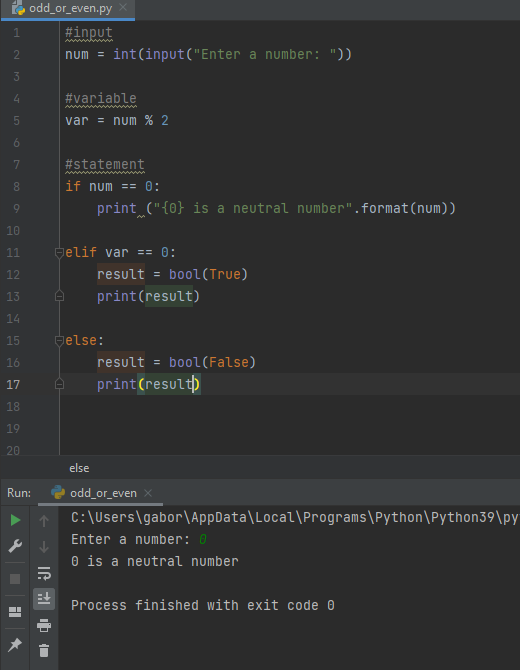 odd_or_even.py
1 #input
2 num = int(input("Enter a number: "))
3
4 #variable
5 var = num % 2
6
7 #statement
8 if num == 0:
9     print ("{0} is a neutral number".format(num))
10
11 elif var == 0:
12     result = bool(True)
13     print(result)
14
15 else:
16     result = bool(False)
17     print(result)
18
19
20
else
Run: odd_or_even
C:\Users\gabor\AppData\Local\Programs\Python\Python39\py
Enter a number: 0
0 is a neutral number
Process finished with exit code 0